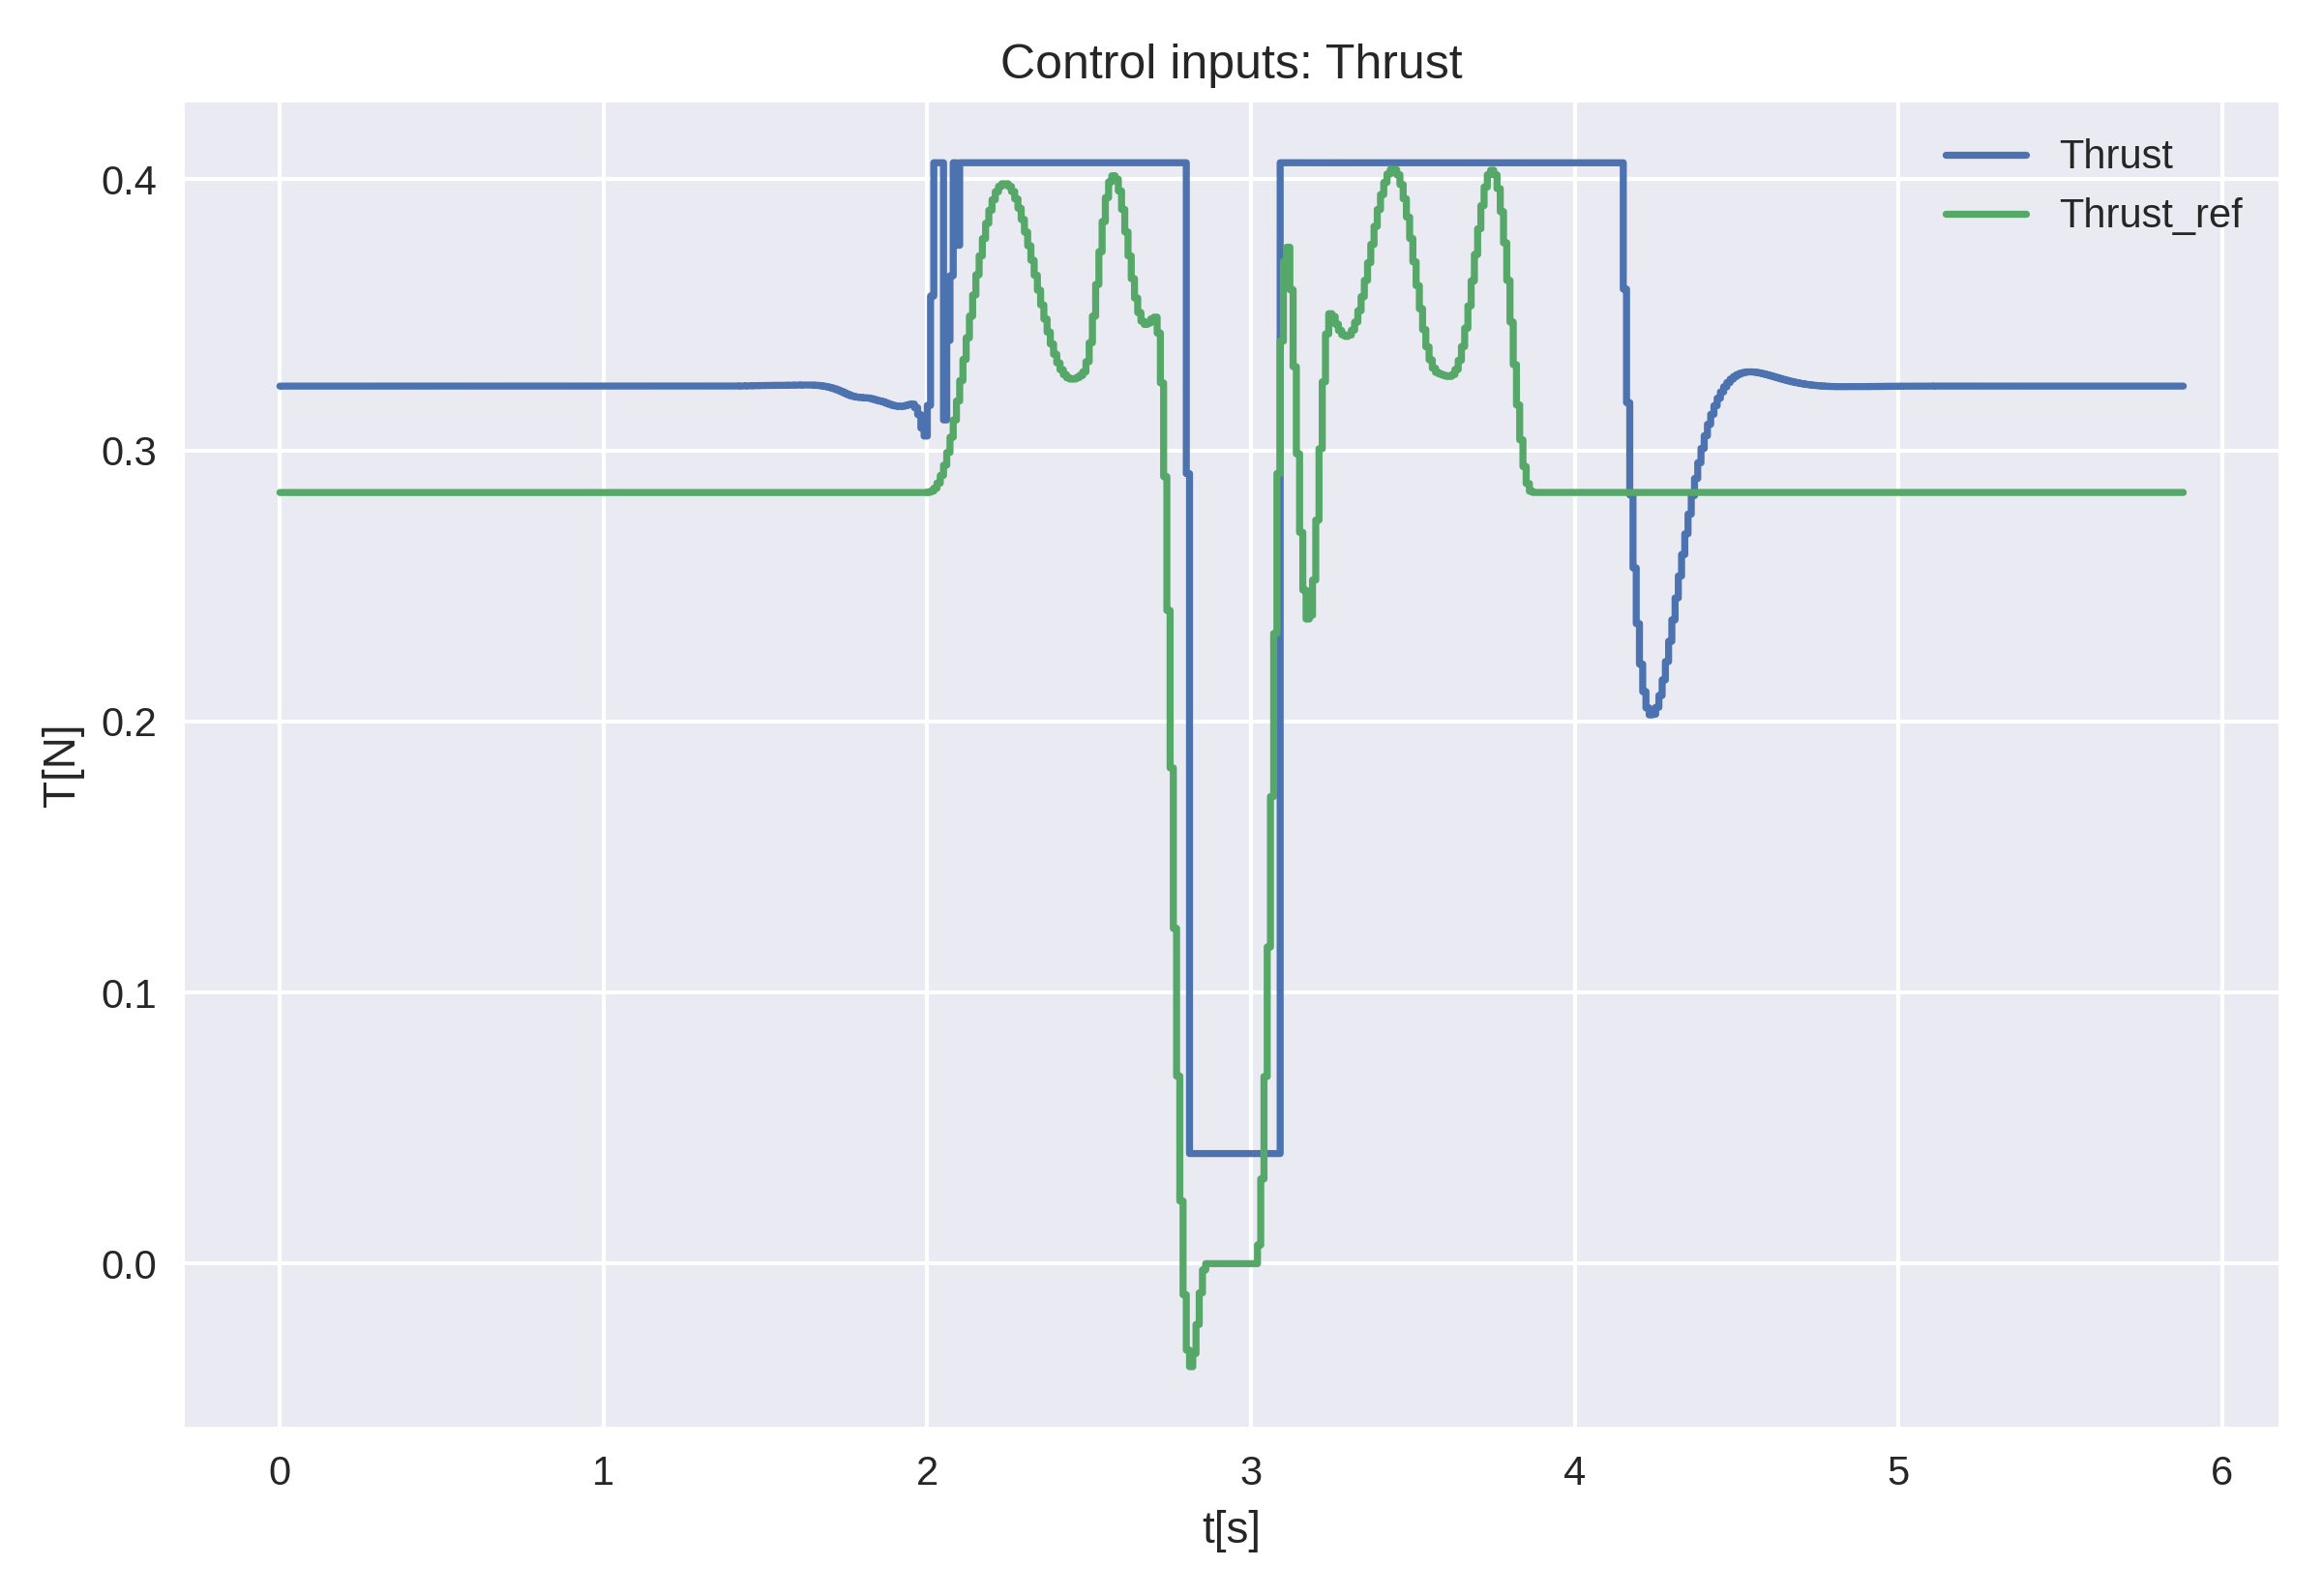 Control inputs: Thrust
Thrust
Thrust_ref
T[N]
0.4
0.3
0.2
0.1
0.0
0 1 2 3 4 5 6
t[s]